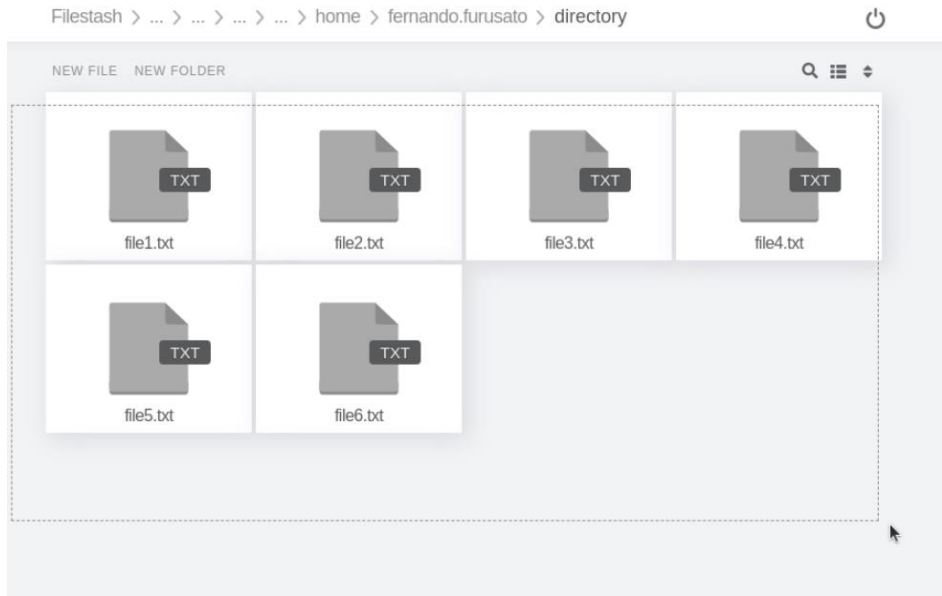 Filestash > ... > ... > ... > ... > home > fernando.furusato > directory
NEW FILE NEW FOLDER
TXT TXT TXT TXT
file1.txt file2.txt file3.txt file4.txt
TXT TXT
file5.txt file6.txt